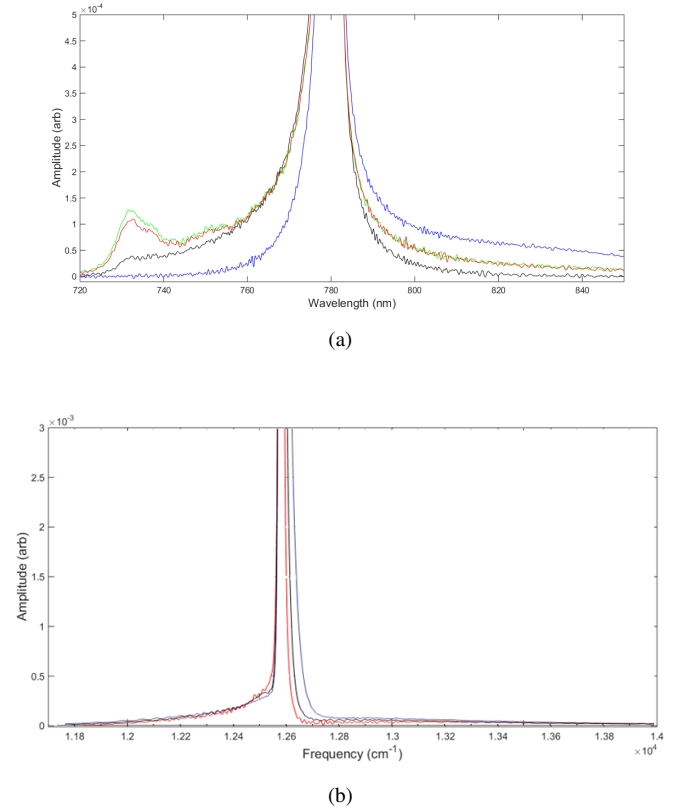 ×10⁻⁴
5
4.5
4
3.5
3
2.5
2
1.5
1
0.5
0
Amplitude (arb)
720 740 760 780 800 820 840
Wavelength (nm)
(a)
×10⁻³
3
2.5
2
1.5
1
0.5
0
Amplitude (arb)
1.18 1.2 1.22 1.24 1.26 1.28 1.3 1.32 1.34 1.36 1.38 1.4
×10⁴
Frequency (cm⁻¹)
(b)